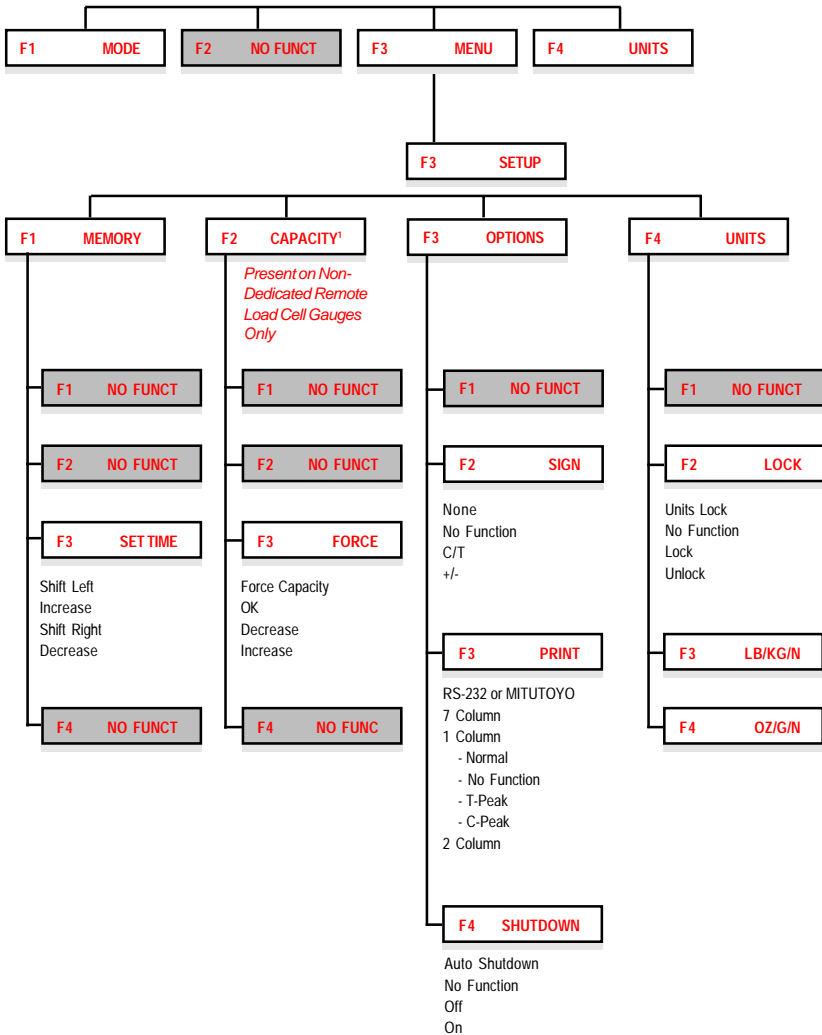 F1 MODE
F2 NO FUNCT
F3 MENU
F4 UNITS
F3 SETUP
F1 MEMORY
F2 CAPACITY¹
F3 OPTIONS
F4 UNITS
Present on Non-
Dedicated Remote
Load Cell Gauges
Only
F1 NO FUNCT
F2 NO FUNCT
F3 SET TIME
Shift Left
Increase
Shift Right
Decrease
F4 NO FUNCT
F1 NO FUNCT
F2 NO FUNCT
F3 FORCE
Force Capacity
OK
Decrease
Increase
F4 NO FUNC
F1 NO FUNCT
F2 SIGN
None
No Function
C/T
+/-
F3 PRINT
RS-232 or MITUTOYO
7 Column
1 Column
- Normal
- No Function
- T-Peak
- C-Peak
2 Column
F4 SHUTDOWN
Auto Shutdown
No Function
Off
On
F1 NO FUNCT
F2 LOCK
Units Lock
No Function
Lock
Unlock
F3 LB/KG/N
F4 OZ/G/N